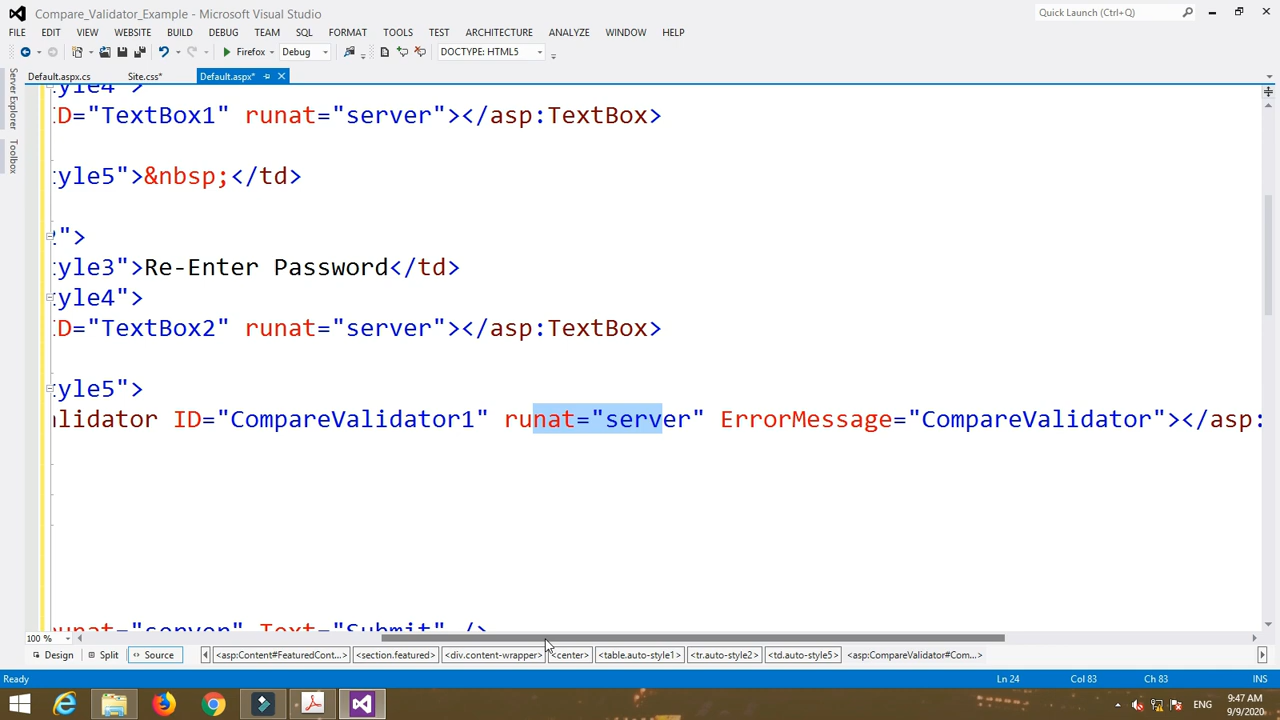 Compare_Validator_Example - Microsoft Visual Studio
Quick Launch (Ctrl+Q)
FILE EDIT VIEW WEBSITE BUILD DEBUG TEAM SQL FORMAT TOOLS TEST ARCHITECTURE ANALYZE WINDOW HELP
Firefox Debug DOCTYPE: HTML5
Default.aspx.cs Site.css* Default.aspx*
Server Explorer
Toolbox
yle4">
ID="TextBox1" runat="server"></asp:TextBox>
yle5">&nbsp;</td>
">
yle3">Re-Enter Password</td>
yle4">
ID="TextBox2" runat="server"></asp:TextBox>
yle5">
alidator ID="CompareValidator1" runat="server" ErrorMessage="CompareValidator"></asp:
runat="server" Text="Submit" />
100 %
Design Split Source <asp:Content#FeaturedCont...> <section.featured> <div.content-wrapper> <center> <table.auto-style1> <tr.auto-style2> <td.auto-style5> <asp:CompareValidator#Com...>
Ready Ln 24 Col 83 Ch 83 INS
ENG 9:47 AM
9/9/2020